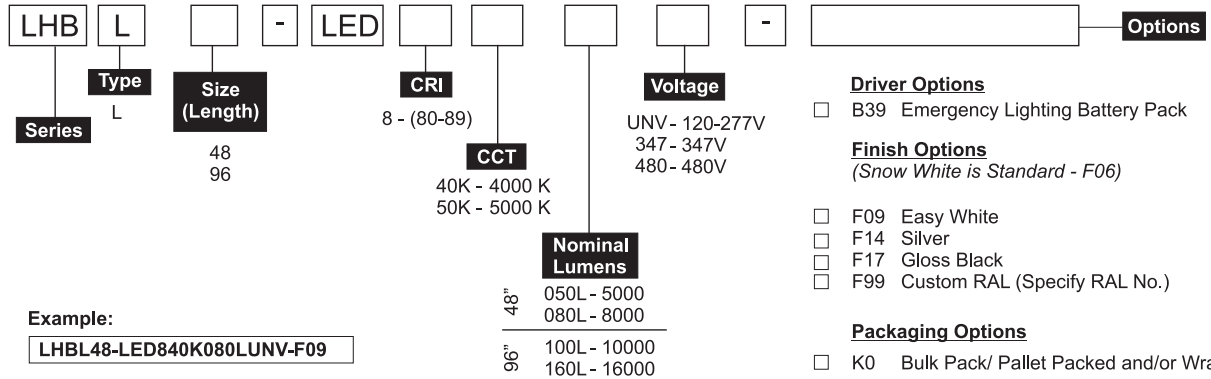 LHB L - LED - Options
Type
L
Series
Size
(Length)
48
96
CRI
8 - (80-89)
CCT
40K - 4000 K
50K - 5000 K
Nominal
Lumens
48” 050L - 5000
080L - 8000
96” 100L - 10000
160L - 16000
Voltage
UNV - 120-277V
347 - 347V
480 - 480V
Example:
LHBL48-LED840K080LUNV-F09
Driver Options
B39 Emergency Lighting Battery Pack
Finish Options
(Snow White is Standard - F06)
F09 Easy White
F14 Silver
F17 Gloss Black
F99 Custom RAL (Specify RAL No.)
Packaging Options
K0 Bulk Pack/ Pallet Packed and/or